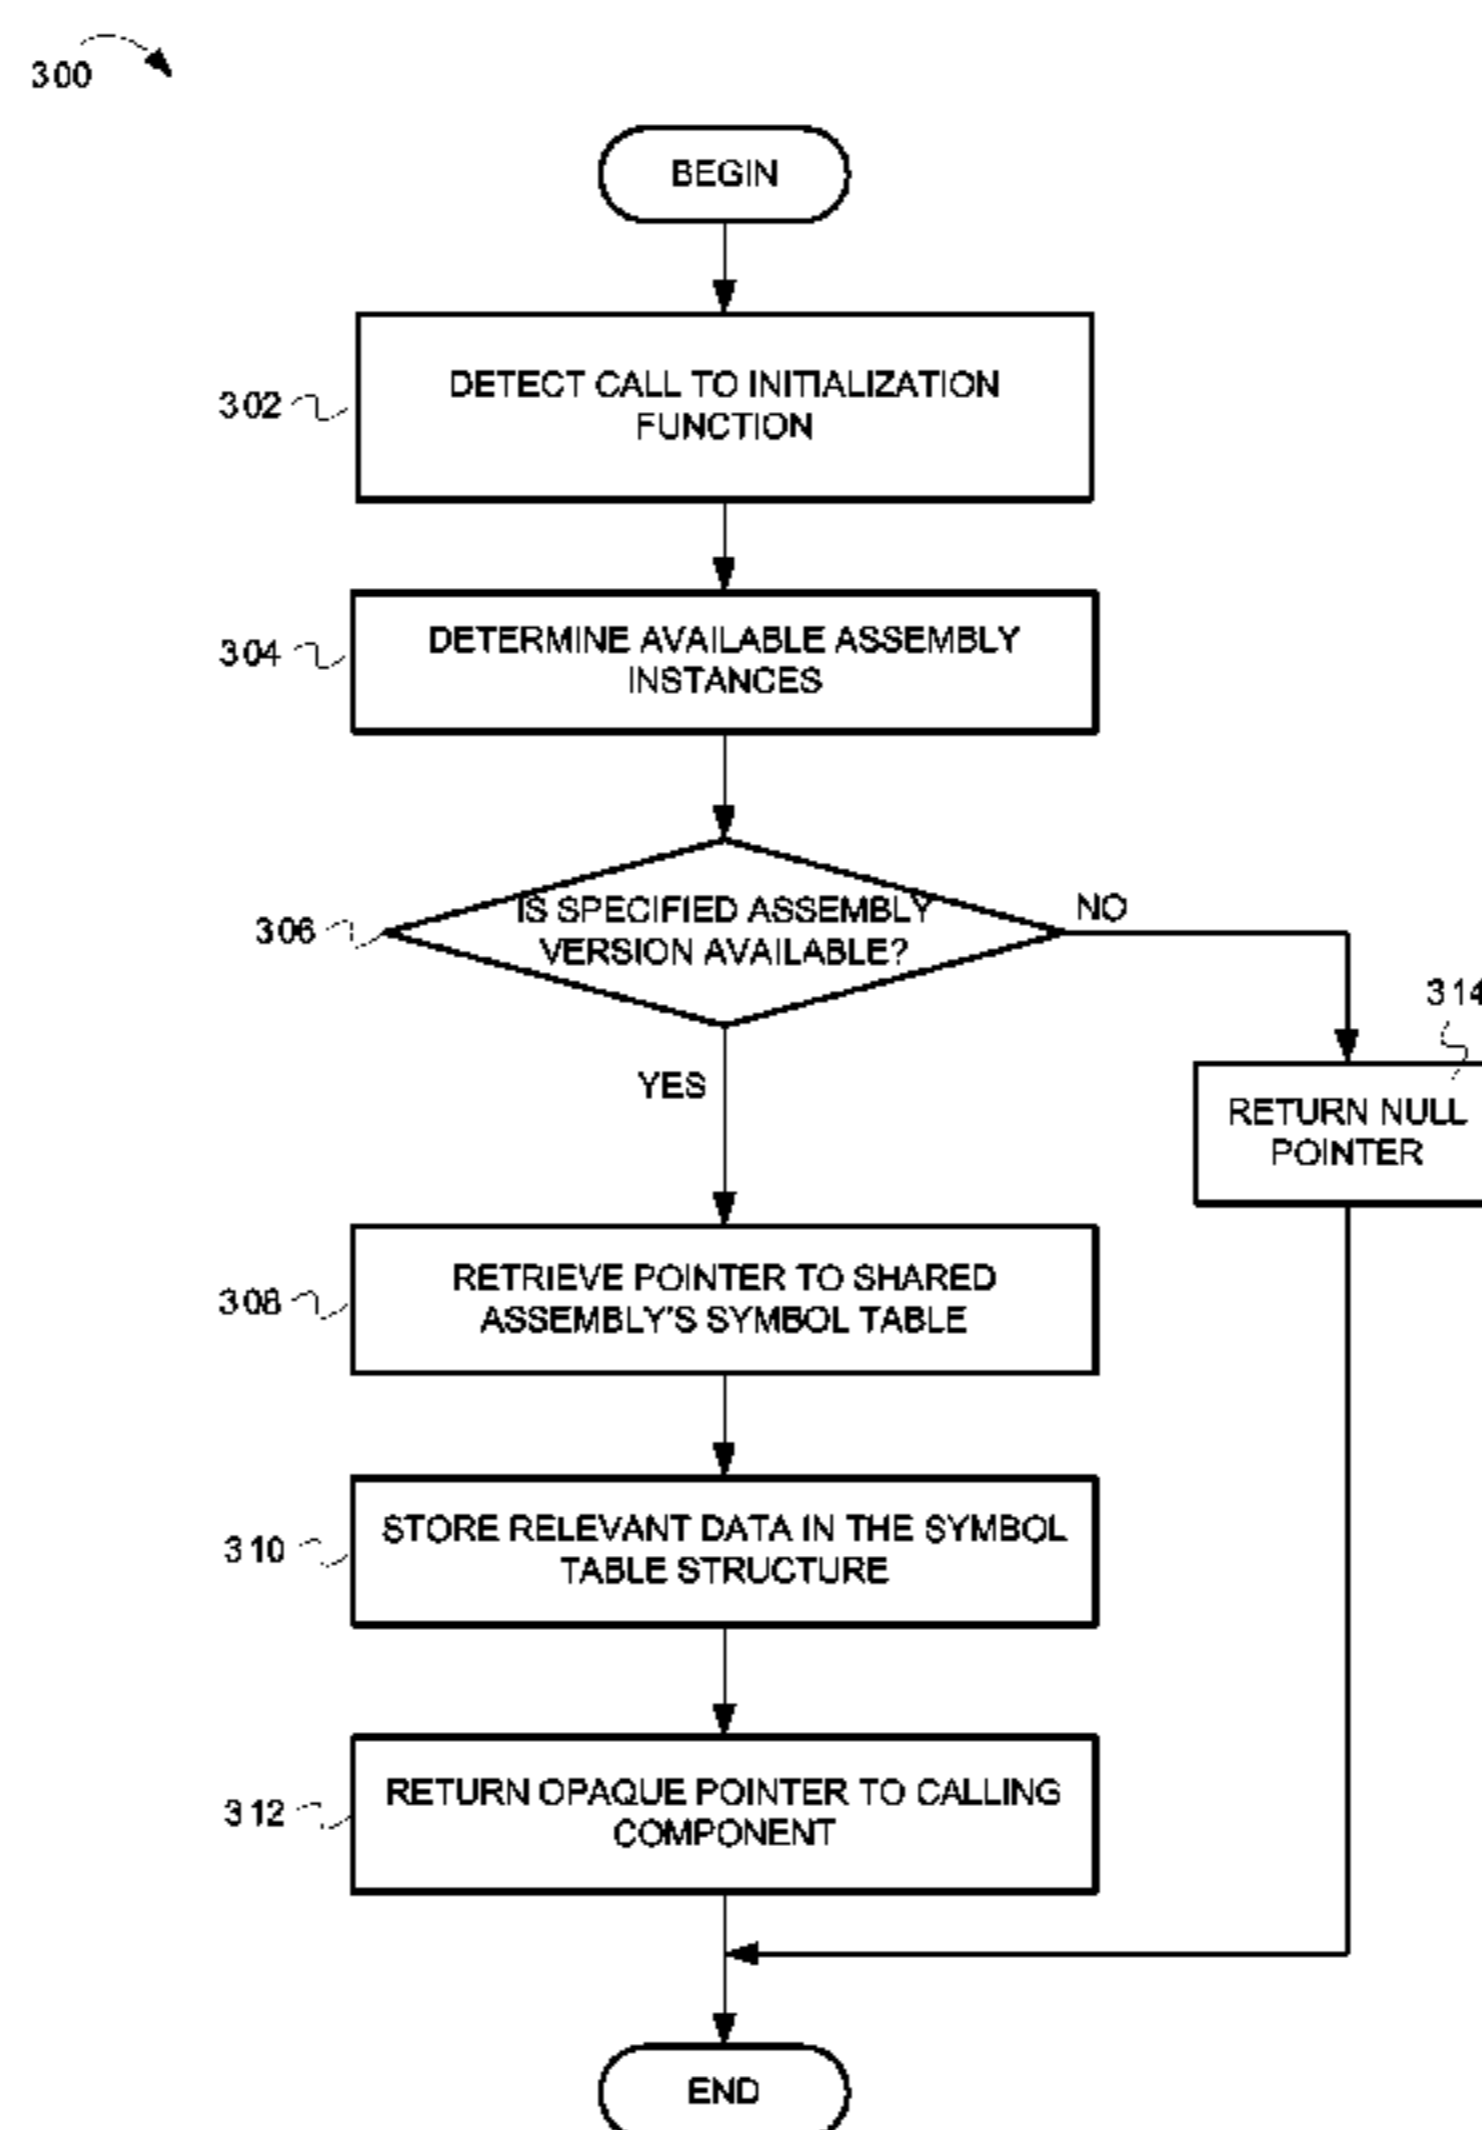 300
BEGIN
302
DETECT CALL TO INITIALIZATION
FUNCTION
304
DETERMINE AVAILABLE ASSEMBLY
INSTANCES
306
IS SPECIFIED ASSEMBLY
VERSION AVAILABLE?
NO
314
RETURN NULL
POINTER
YES
308
RETRIEVE POINTER TO SHARED
ASSEMBLY'S SYMBOL TABLE
310
STORE RELEVANT DATA IN THE SYMBOL
TABLE STRUCTURE
312
RETURN OPAQUE POINTER TO CALLING
COMPONENT
END